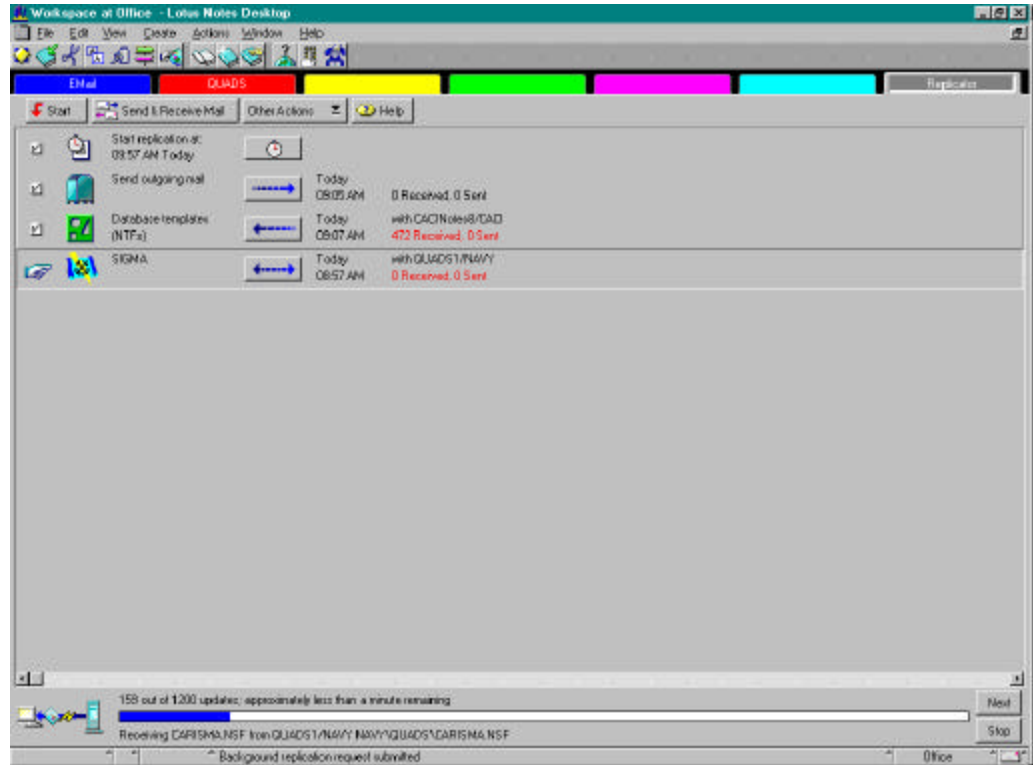 Workspace at Office - Lotus Notes Desktop
File Edit View Create Actions Window Help
EMail QUADS Replicator
Start Send & Receive Mail Other Actions Help
Start replication at:
09:57 AM Today
Send outgoing mail Today
09:05 AM 0 Received, 0 Sent
Database templates Today with CACINotes8/CACI
(NTFs) 09:07 AM 472 Received, 0 Sent
SIGMA Today with QUADS1/NAVY
08:57 AM 0 Received, 0 Sent
158 out of 1200 updates; approximately less than a minute remaining
Next
Receiving CARISMA.NSF from QUADS1/NAVY NAVY\QUADS\CARISMA.NSF
Stop
Background replication request submitted Office